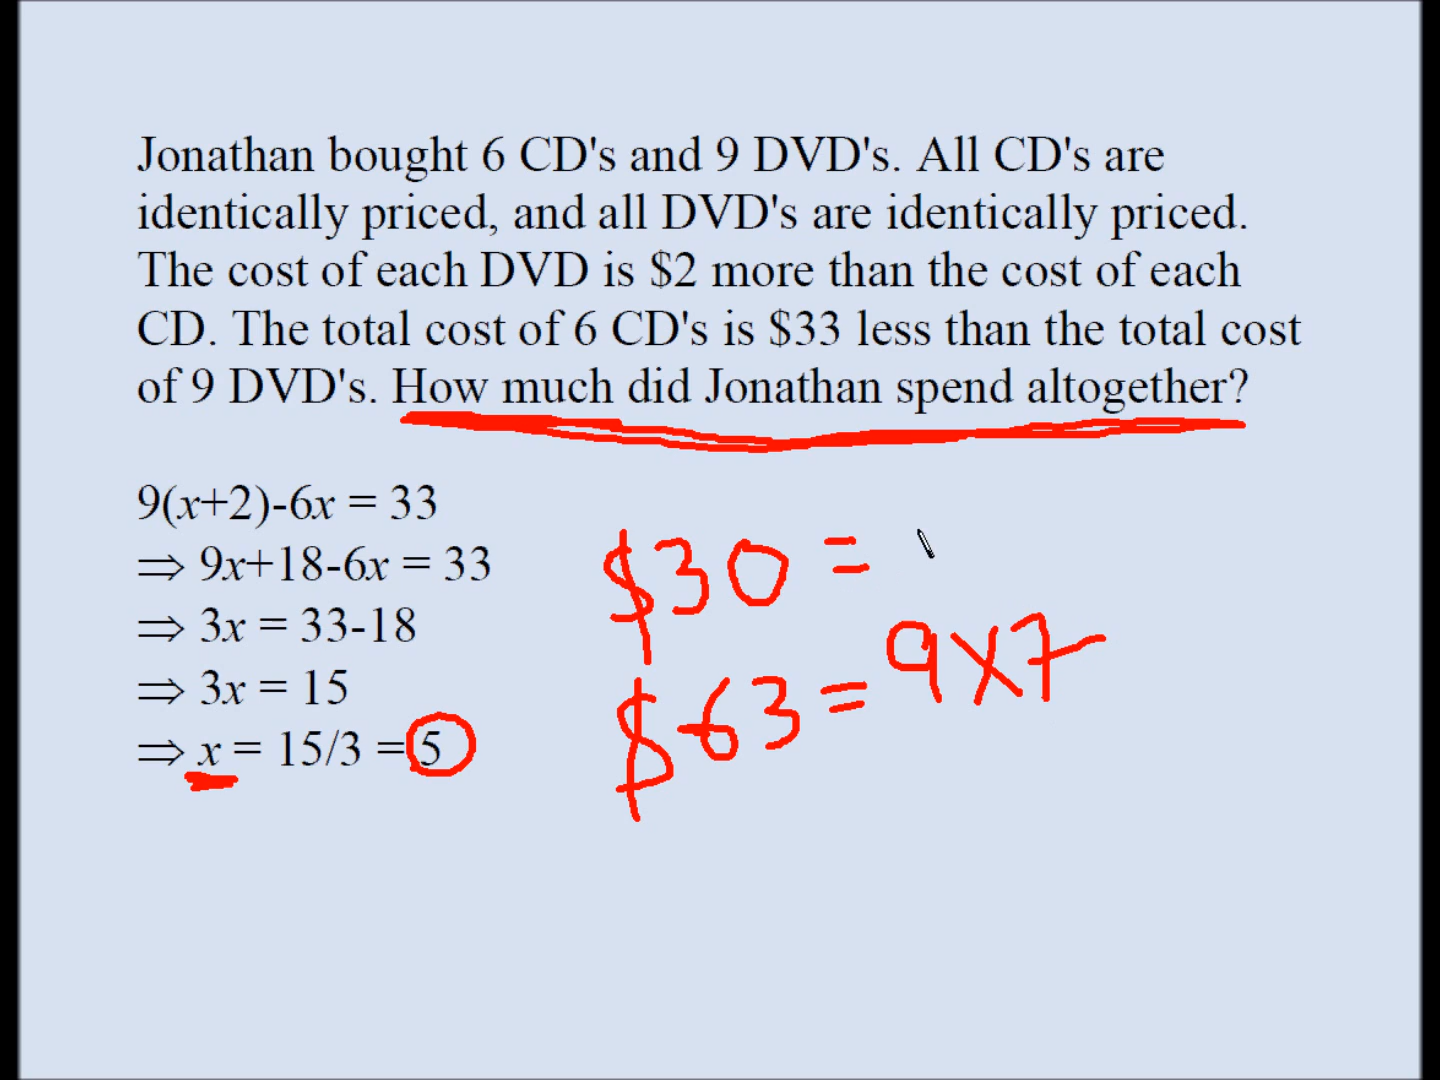 Jonathan bought 6 CD's and 9 DVD's. All CD's are
identically priced, and all DVD's are identically priced.
The cost of each DVD is $2 more than the cost of each
CD. The total cost of 6 CD's is $33 less than the total cost
of 9 DVD's. How much did Jonathan spend altogether?
9(x+2)-6x = 33
⇒ 9x+18-6x = 33
⇒ 3x = 33-18
⇒ 3x = 15
⇒ x = 15/3 = 5
$30 =
$63 = 9x7